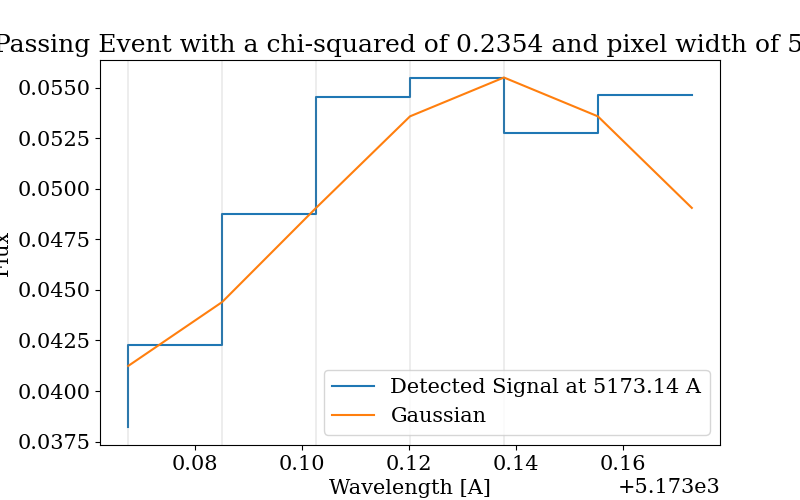 Passing Event with a chi-squared of 0.2354 and pixel width of 5
0.0550
0.0525
0.0500
0.0475
0.0450
0.0425
0.0400
0.0375
Flux
Detected Signal at 5173.14 A
Gaussian
0.08 0.10 0.12 0.14 0.16
Wavelength [A] +5.173e3